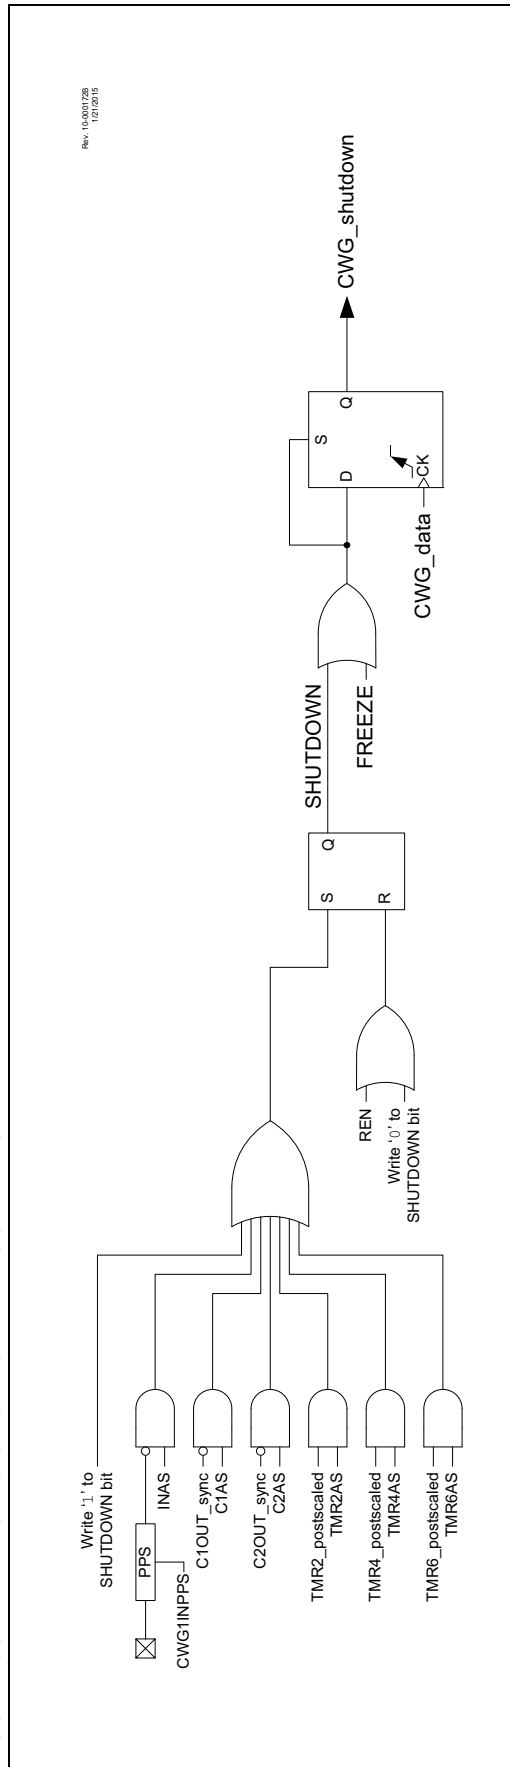 Rev. 10-000172B
1/21/2015
Write '1' to
SHUTDOWN bit
PPS
INAS
CWG1INPPS
C1OUT_sync
C1AS
C2OUT_sync
C2AS
TMR2_postscaled
TMR2AS
TMR4_postscaled
TMR4AS
TMR6_postscaled
TMR6AS
REN
Write '0' to
SHUTDOWN bit
S
R
Q
SHUTDOWN
FREEZE
S
D
Q
CK
CWG_data
CWG_shutdown